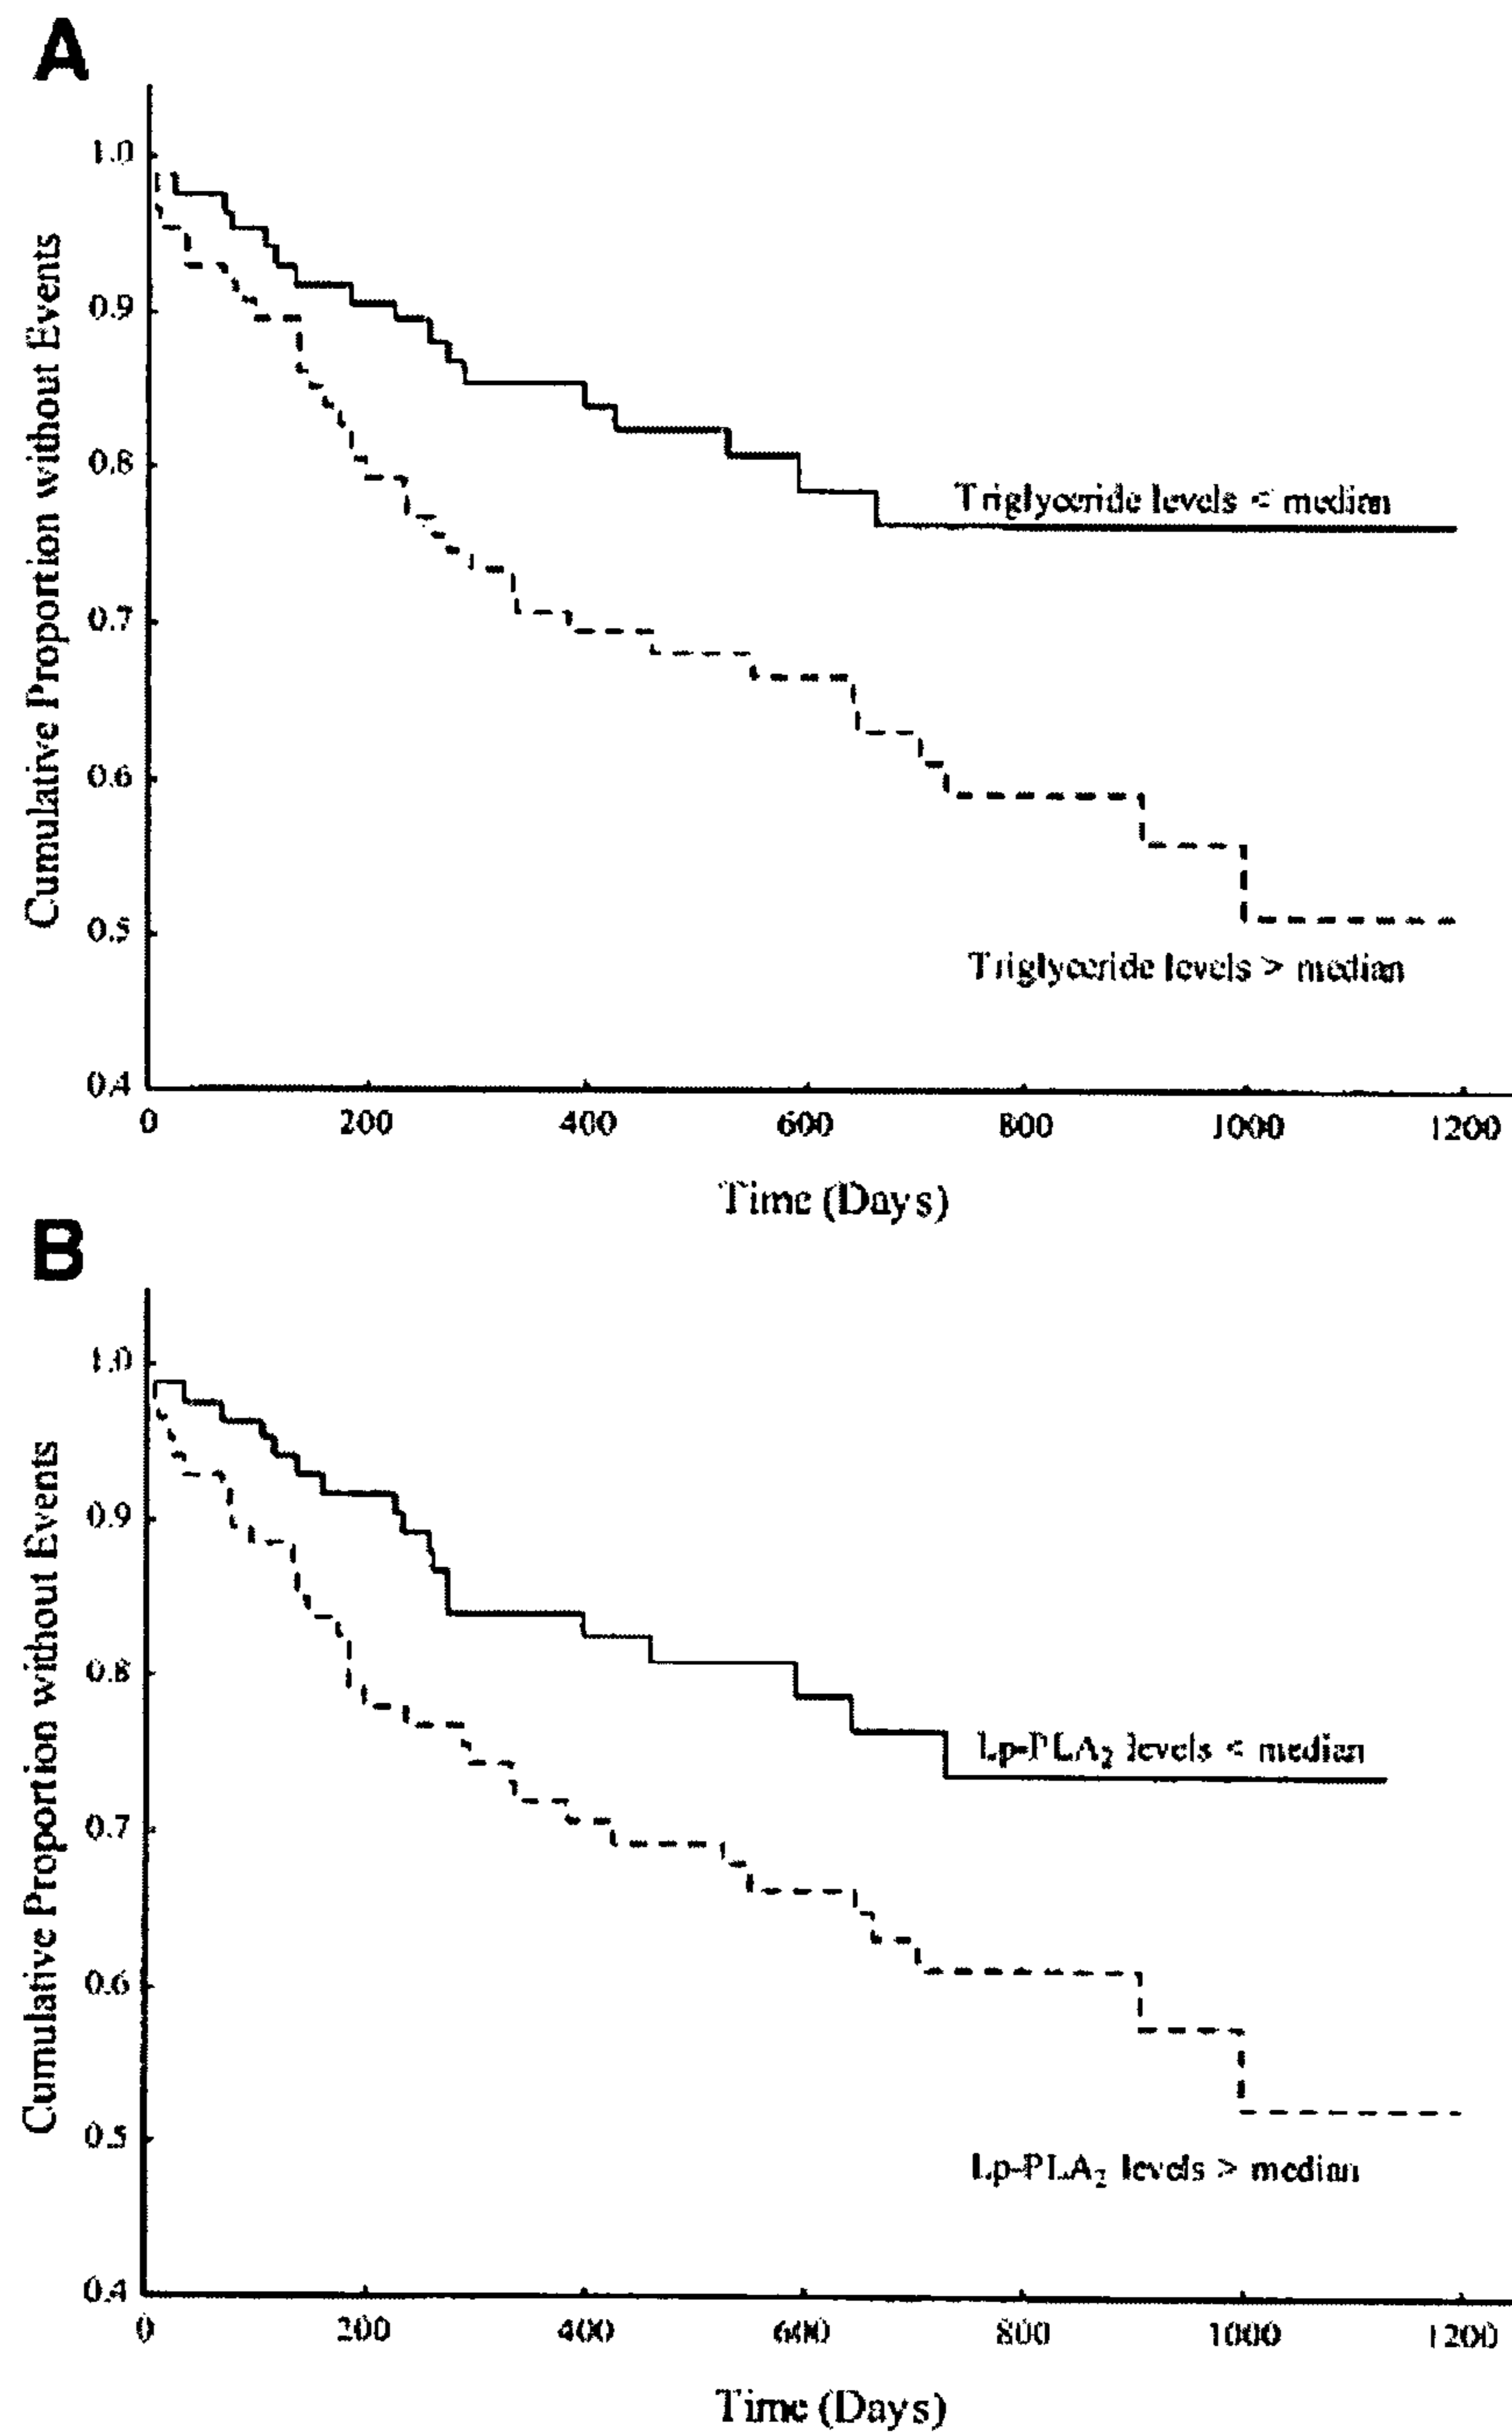 A
Cumulative Proportion without Events
1.0
0.9
0.8
0.7
0.6
0.5
0.4
Triglyceride levels < median
Triglyceride levels > median
0 200 400 600 800 1000 1200
Time (Days)
B
Cumulative Proportion without Events
1.0
0.9
0.8
0.7
0.6
0.5
0.4
Lp-PLA₂ levels < median
Lp-PLA₂ levels > median
0 200 400 600 800 1000 1200
Time (Days)